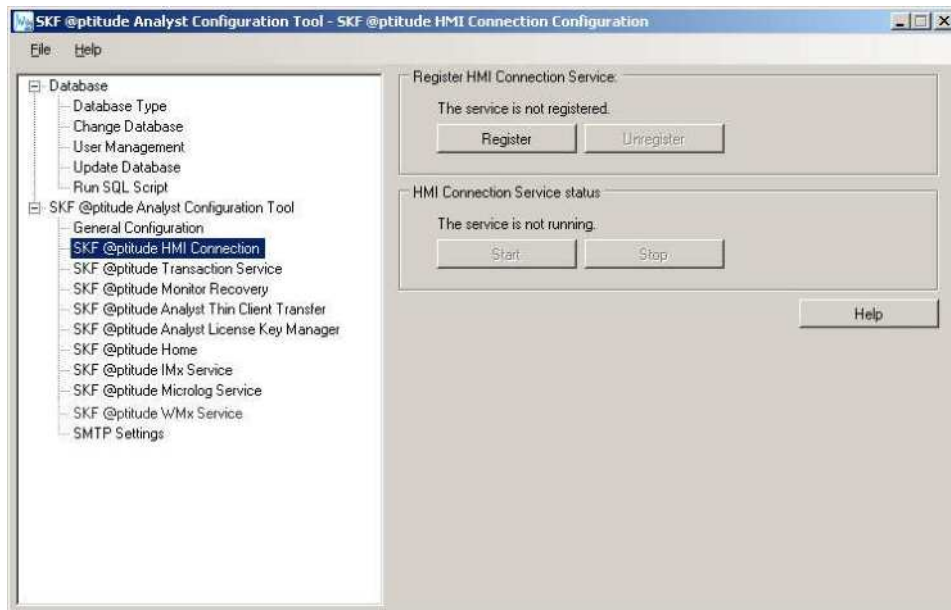 SKF @ptitude Analyst Configuration Tool - SKF @ptitude HMI Connection Configuration
File Help
Database
Database Type
Change Database
User Management
Update Database
Run SQL Script
SKF @ptitude Analyst Configuration Tool
General Configuration
SKF @ptitude HMI Connection
SKF @ptitude Transaction Service
SKF @ptitude Monitor Recovery
SKF @ptitude Analyst Thin Client Transfer
SKF @ptitude Analyst License Key Manager
SKF @ptitude Home
SKF @ptitude IMx Service
SKF @ptitude Microlog Service
SKF @ptitude WMx Service
SMTP Settings
Register HMI Connection Service:
The service is not registered.
Register Unregister
HMI Connection Service status
The service is not running.
Start Stop
Help